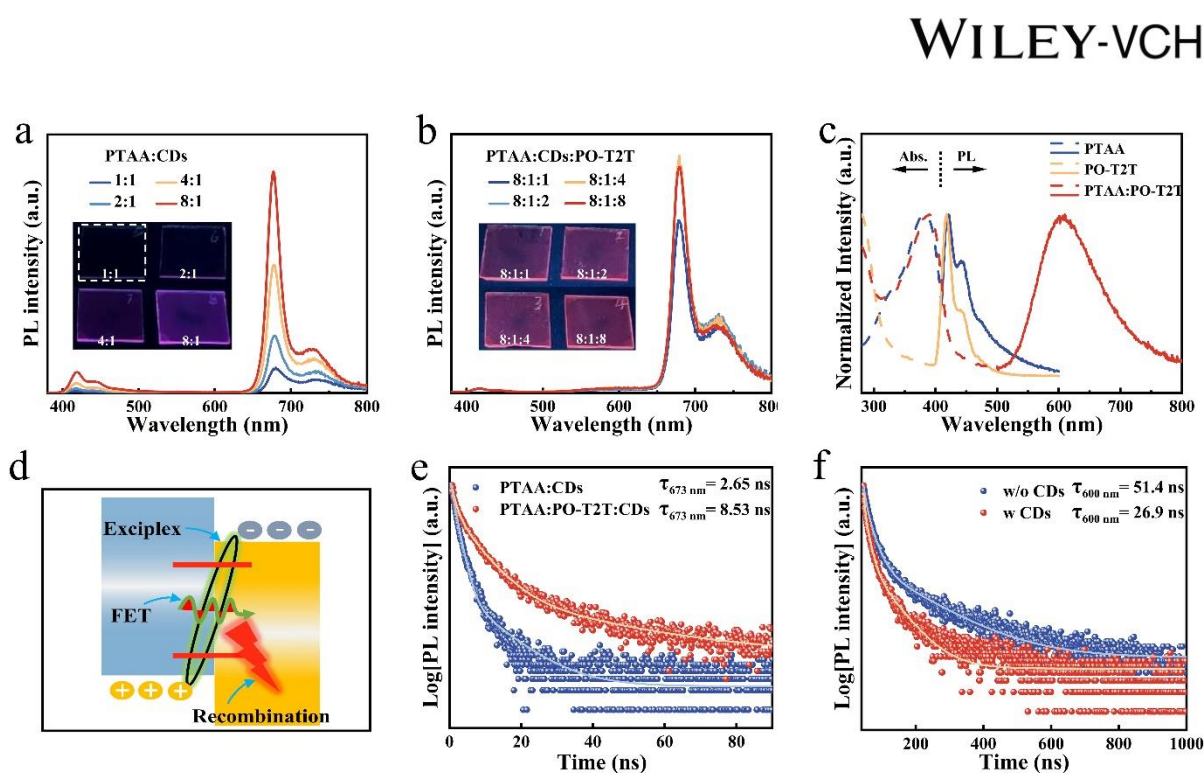 WILEY-VCH
a
PTAA:CDs
1:1 4:1
2:1 8:1
1:1 2:1
4:1 8:1
PL intensity (a.u.)
400 500 600 700 800
Wavelength (nm)
b
PTAA:CDs:PO-T2T
8:1:1 8:1:4
8:1:2 8:1:8
8:1:1 8:1:2
8:1:4 8:1:8
PL intensity (a.u.)
400 500 600 700 800
Wavelength (nm)
c
Abs. PL
PTAA
PO-T2T
PTAA:PO-T2T
Normalized Intensity (a.u.)
300 400 500 600 700 800
Wavelength (nm)
d
Exciplex
FET
Recombination
e
PTAA:CDs τ673 nm= 2.65 ns
PTAA:PO-T2T:CDs τ673 nm= 8.53 ns
Log[PL intensity] (a.u.)
0 20 40 60 80
Time (ns)
f
w/o CDs τ600 nm= 51.4 ns
w CDs τ600 nm= 26.9 ns
Log[PL intensity] (a.u.)
200 400 600 800 1000
Time (ns)